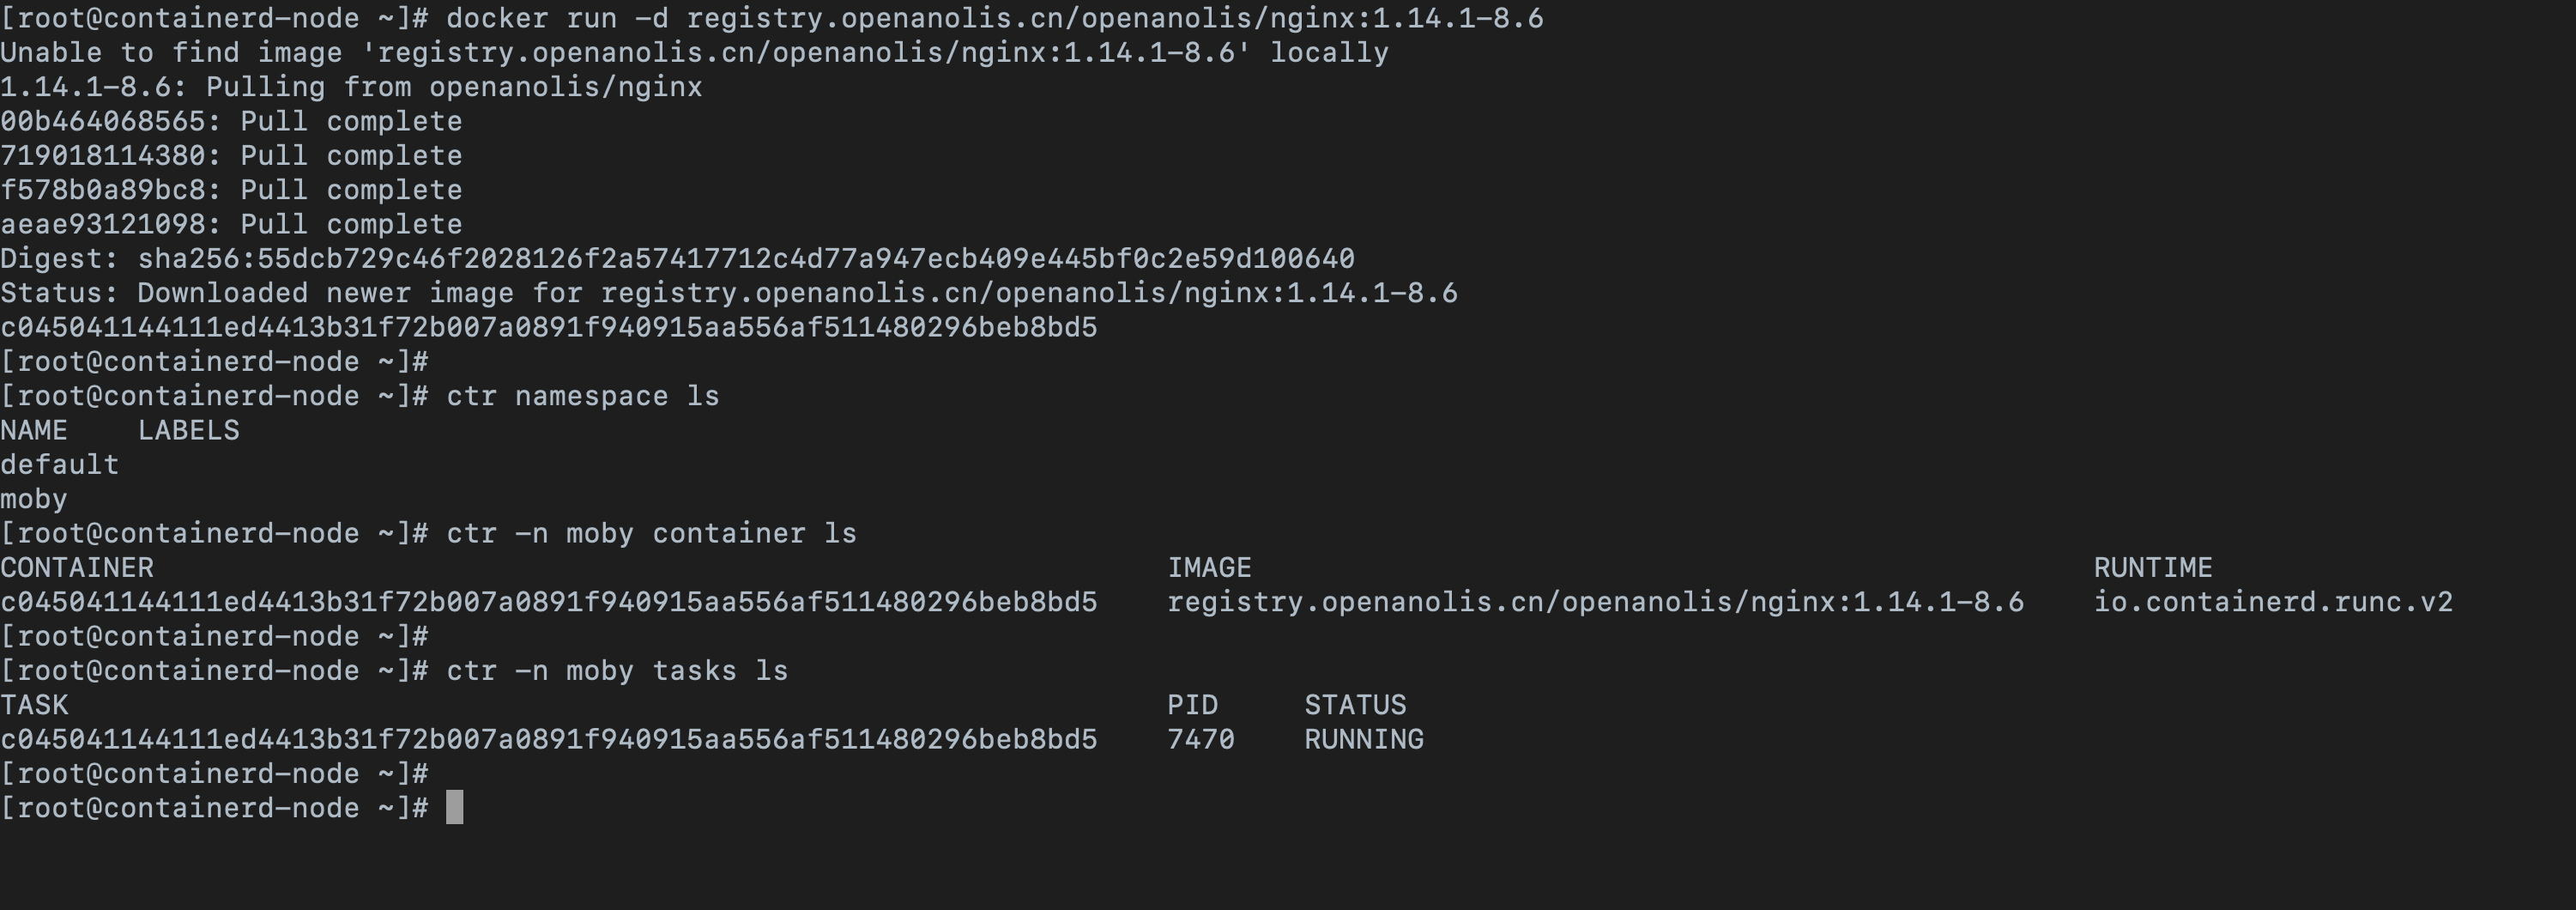 [root@containerd-node ~]# docker run -d registry.openanolis.cn/openanolis/nginx:1.14.1-8.6
Unable to find image 'registry.openanolis.cn/openanolis/nginx:1.14.1-8.6' locally
1.14.1-8.6: Pulling from openanolis/nginx
00b464068565: Pull complete
719018114380: Pull complete
f578b0a89bc8: Pull complete
aeae93121098: Pull complete
Digest: sha256:55dcb729c46f2028126f2a57417712c4d77a947ecb409e445bf0c2e59d100640
Status: Downloaded newer image for registry.openanolis.cn/openanolis/nginx:1.14.1-8.6
c045041144111ed4413b31f72b007a0891f940915aa556af511480296beb8bd5
[root@containerd-node ~]#
[root@containerd-node ~]# ctr namespace ls
NAME    LABELS
default
moby
[root@containerd-node ~]# ctr -n moby container ls
CONTAINER    IMAGE    RUNTIME
c045041144111ed4413b31f72b007a0891f940915aa556af511480296beb8bd5    registry.openanolis.cn/openanolis/nginx:1.14.1-8.6    io.containerd.runc.v2
[root@containerd-node ~]#
[root@containerd-node ~]# ctr -n moby tasks ls
TASK    PID    STATUS
c045041144111ed4413b31f72b007a0891f940915aa556af511480296beb8bd5    7470    RUNNING
[root@containerd-node ~]#
[root@containerd-node ~]#